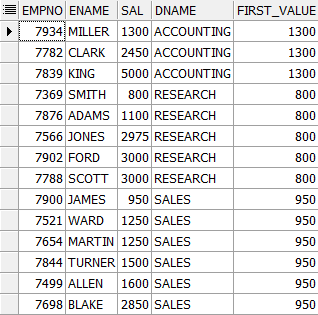 EMPNO ENAME SAL DNAME FIRST_VALUE
7934 MILLER 1300 ACCOUNTING 1300
7782 CLARK 2450 ACCOUNTING 1300
7839 KING 5000 ACCOUNTING 1300
7369 SMITH 800 RESEARCH 800
7876 ADAMS 1100 RESEARCH 800
7566 JONES 2975 RESEARCH 800
7902 FORD 3000 RESEARCH 800
7788 SCOTT 3000 RESEARCH 800
7900 JAMES 950 SALES 950
7521 WARD 1250 SALES 950
7654 MARTIN 1250 SALES 950
7844 TURNER 1500 SALES 950
7499 ALLEN 1600 SALES 950
7698 BLAKE 2850 SALES 950